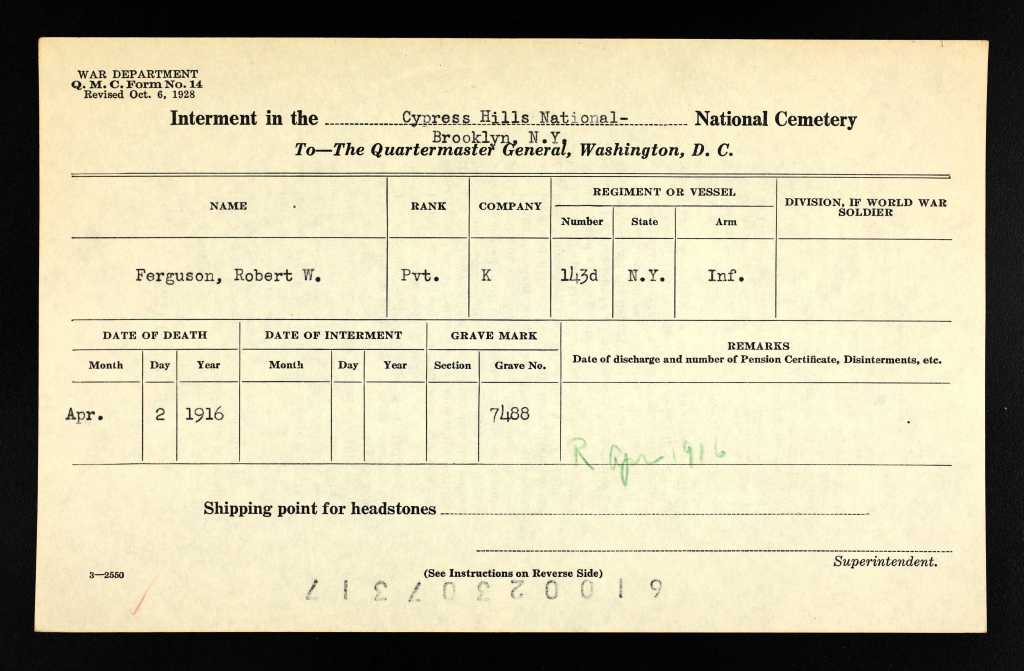 WAR DEPARTMENT
Q. M. C. Form No. 14
Revised Oct. 6, 1928
Interment in the Cypress Hills National- National Cemetery
Brooklyn, N.Y.
To—The Quartermaster General, Washington, D. C.
NAME RANK COMPANY REGIMENT OR VESSEL DIVISION, IF WORLD WAR SOLDIER
Number State Arm
Ferguson, Robert W. Pvt. K 143d N.Y. Inf.
DATE OF DEATH DATE OF INTERMENT GRAVE MARK REMARKS
Date of discharge and number of Pension Certificate, Disinterments, etc.
Month Day Year Month Day Year Section Grave No.
Apr. 2 1916 7488
R Apr 1916
Shipping point for headstones
Superintendent.
3—2550 (See Instructions on Reverse Side)